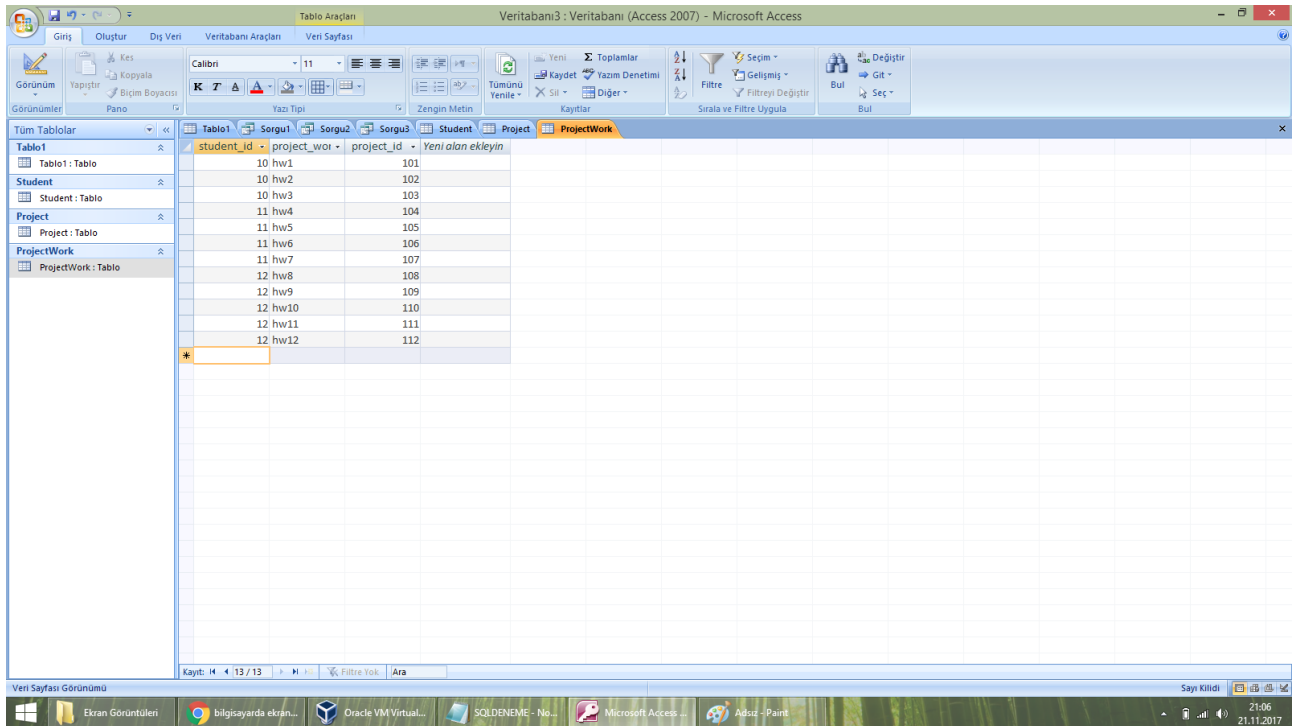 Tablo Araçları
Veritabanı3 : Veritabanı (Access 2007) - Microsoft Access
Giriş Oluştur Dış Veri Veritabanı Araçları Veri Sayfası
Görünüm
Görünümler
Yapıştır
Kes
Kopyala
Biçim Boyacısı
Pano
Calibri 11
K T A A
Yazı Tipi
Zengin Metin
Tümünü
Yenile
Yeni
Kaydet
Sil
Σ Toplamlar
Yazım Denetimi
Diğer
Kayıtlar
Filtre
Seçim
Gelişmiş
Filtreyi Değiştir
Sırala ve Filtre Uygula
Bul
Değiştir
Git
Seç
Bul
Tüm Tablolar
Tablo1
Tablo1 : Tablo
Student
Student : Tablo
Project
Project : Tablo
ProjectWork
ProjectWork : Tablo
Tablo1 Sorgu1 Sorgu2 Sorgu3 Student Project ProjectWork
student_id project_wor project_id Yeni alan ekleyin
10 hw1 101
10 hw2 102
10 hw3 103
11 hw4 104
11 hw5 105
11 hw6 106
11 hw7 107
12 hw8 108
12 hw9 109
12 hw10 110
12 hw11 111
12 hw12 112
Kayıt: 13 / 13 Filtre Yok Ara
Veri Sayfası Görünümü
Sayı Kilidi
Ekran Görüntüleri
bilgisayarda ekran...
Oracle VM Virtual...
SQLDENEME - No...
Microsoft Access ...
Adsız - Paint
21:06
21.11.2017